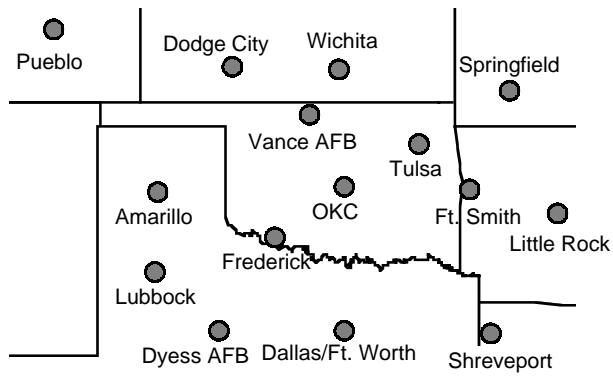 Pueblo
Dodge City
Wichita
Springfield
Vance AFB
Tulsa
Amarillo
OKC
Ft. Smith
Little Rock
Frederick
Lubbock
Dyess AFB
Dallas/Ft. Worth
Shreveport